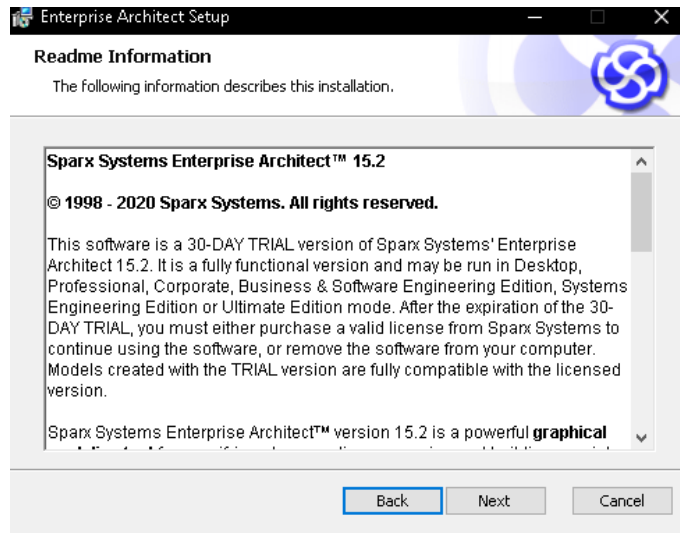 Enterprise Architect Setup
Readme Information
The following information describes this installation.
Sparx Systems Enterprise Architect™ 15.2
© 1998 - 2020 Sparx Systems. All rights reserved.
This software is a 30-DAY TRIAL version of Sparx Systems' Enterprise
Architect 15.2. It is a fully functional version and may be run in Desktop,
Professional, Corporate, Business & Software Engineering Edition, Systems
Engineering Edition or Ultimate Edition mode. After the expiration of the 30-
DAY TRIAL, you must either purchase a valid license from Sparx Systems to
continue using the software, or remove the software from your computer.
Models created with the TRIAL version are fully compatible with the licensed
version.
Sparx Systems Enterprise Architect™ version 15.2 is a powerful graphical
Back Next Cancel